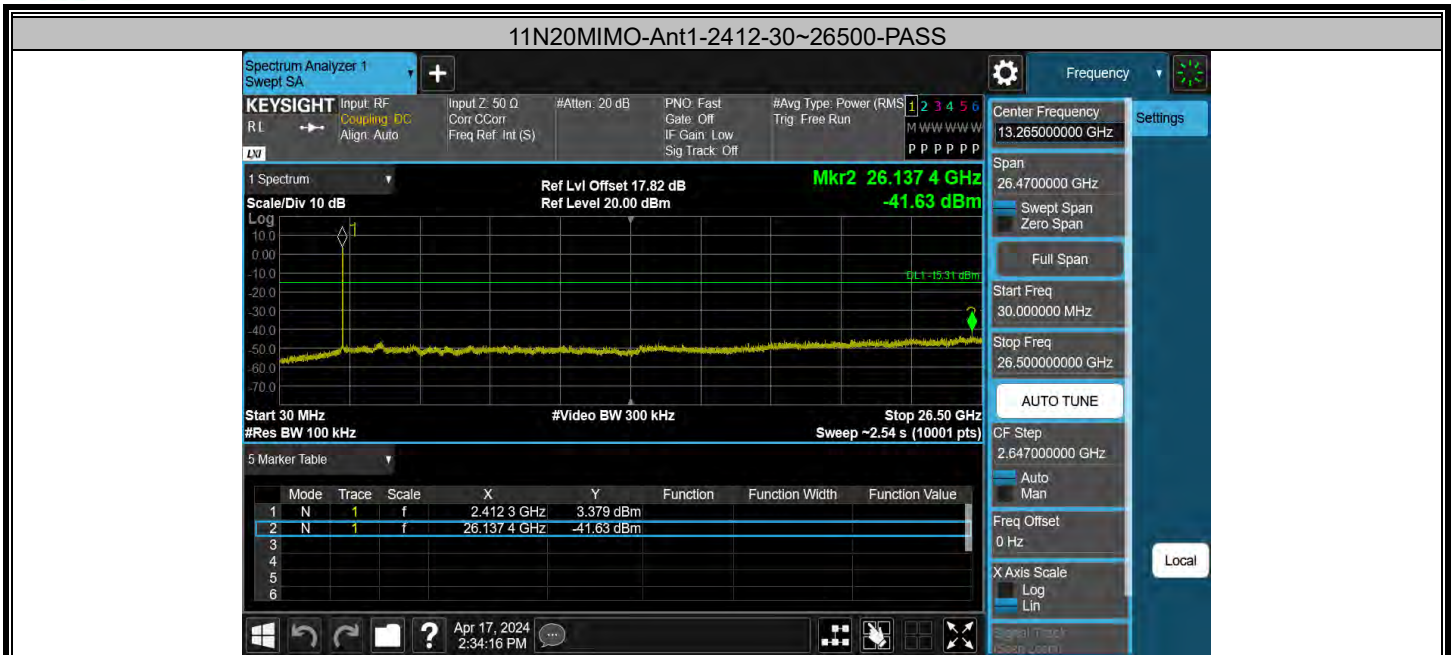 11N20MIMO-Ant1-2412-30~26500-PASS
Spectrum Analyzer 1
Swept SA
Frequency
KEYSIGHT
RL
LXI
Input: RF
Coupling: DC
Align: Auto
Input Z: 50 Ω
Corr CCorr
Freq Ref: Int (S)
#Atten: 20 dB
PNO: Fast
Gate: Off
IF Gain: Low
Sig Track: Off
#Avg Type: Power (RMS
Trig: Free Run
1 2 3 4 5 6
M W W W W W
P P P P P P
1 Spectrum
Scale/Div 10 dB
Ref Lvl Offset 17.82 dB
Ref Level 20.00 dBm
Mkr2 26.137 4 GHz
-41.63 dBm
Log
10.0
0.00
-10.0
-20.0
-30.0
-40.0
-50.0
-60.0
-70.0
1
2
DL1 -15.31 dBm
Start 30 MHz
#Res BW 100 kHz
#Video BW 300 kHz
Stop 26.50 GHz
Sweep ~2.54 s (10001 pts)
5 Marker Table
Mode Trace Scale X Y Function Function Width Function Value
1 N 1 f 2.412 3 GHz 3.379 dBm
2 N 1 f 26.137 4 GHz -41.63 dBm
3
4
5
6
Apr 17, 2024
2:34:16 PM
Center Frequency
13.265000000 GHz
Settings
Span
26.4700000 GHz
Swept Span
Zero Span
Full Span
Start Freq
30.000000 MHz
Stop Freq
26.500000000 GHz
AUTO TUNE
CF Step
2.647000000 GHz
Auto
Man
Freq Offset
0 Hz
X Axis Scale
Log
Lin
Local
Signal Track
(Span Zoom)